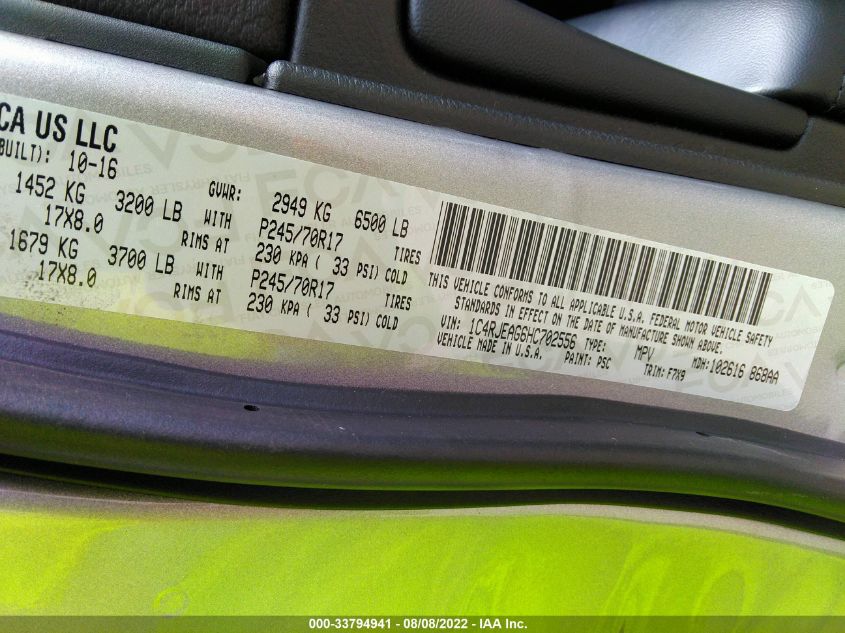 CA US LLC
BUILT): 10-16
GVWR: 2949 KG 6500 LB
1452 KG 3200 LB WITH P245/70R17 TIRES
17X8.0 RIMS AT 230 KPA ( 33 PSI) COLD
1679 KG 3700 LB WITH P245/70R17 TIRES
17X8.0 RIMS AT 230 KPA ( 33 PSI) COLD
THIS VEHICLE CONFORMS TO ALL APPLICABLE U.S.A. FEDERAL MOTOR VEHICLE SAFETY
STANDARDS IN EFFECT ON THE DATE OF MANUFACTURE SHOWN ABOVE.
VIN: 1C4RJEAG6HC702556 TYPE: MPV MDH:102616 868AA
VEHICLE MADE IN U.S.A. PAINT: PSC TRIM: F7X9
000-33794941 - 08/08/2022 - IAA Inc.